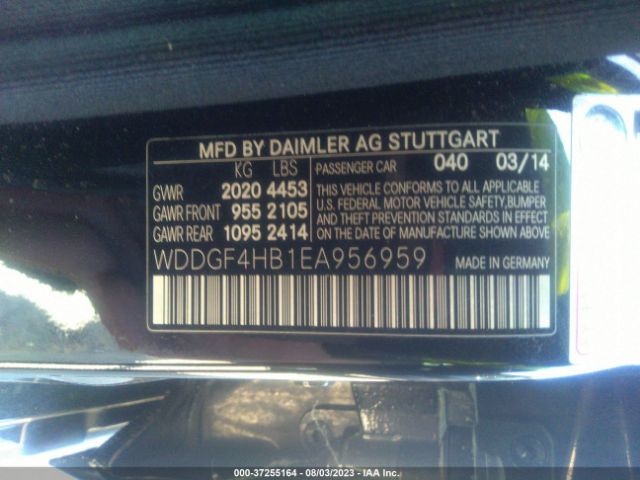 MFD BY DAIMLER AG STUTTGART
KG LBS
GVWR 2020 4453
GAWR FRONT 955 2105
GAWR REAR 1095 2414
PASSENGER CAR 040 03/14
THIS VEHICLE CONFORMS TO ALL APPLICABLE
U.S. FEDERAL MOTOR VEHICLE SAFETY,BUMPER
AND THEFT PREVENTION STANDARDS IN EFFECT
ON THE DATE OF MANUFACTURE SHOWN ABOVE
WDDGF4HB1EA956959 MADE IN GERMANY
000-37255164 - 08/03/2023 - IAA Inc.